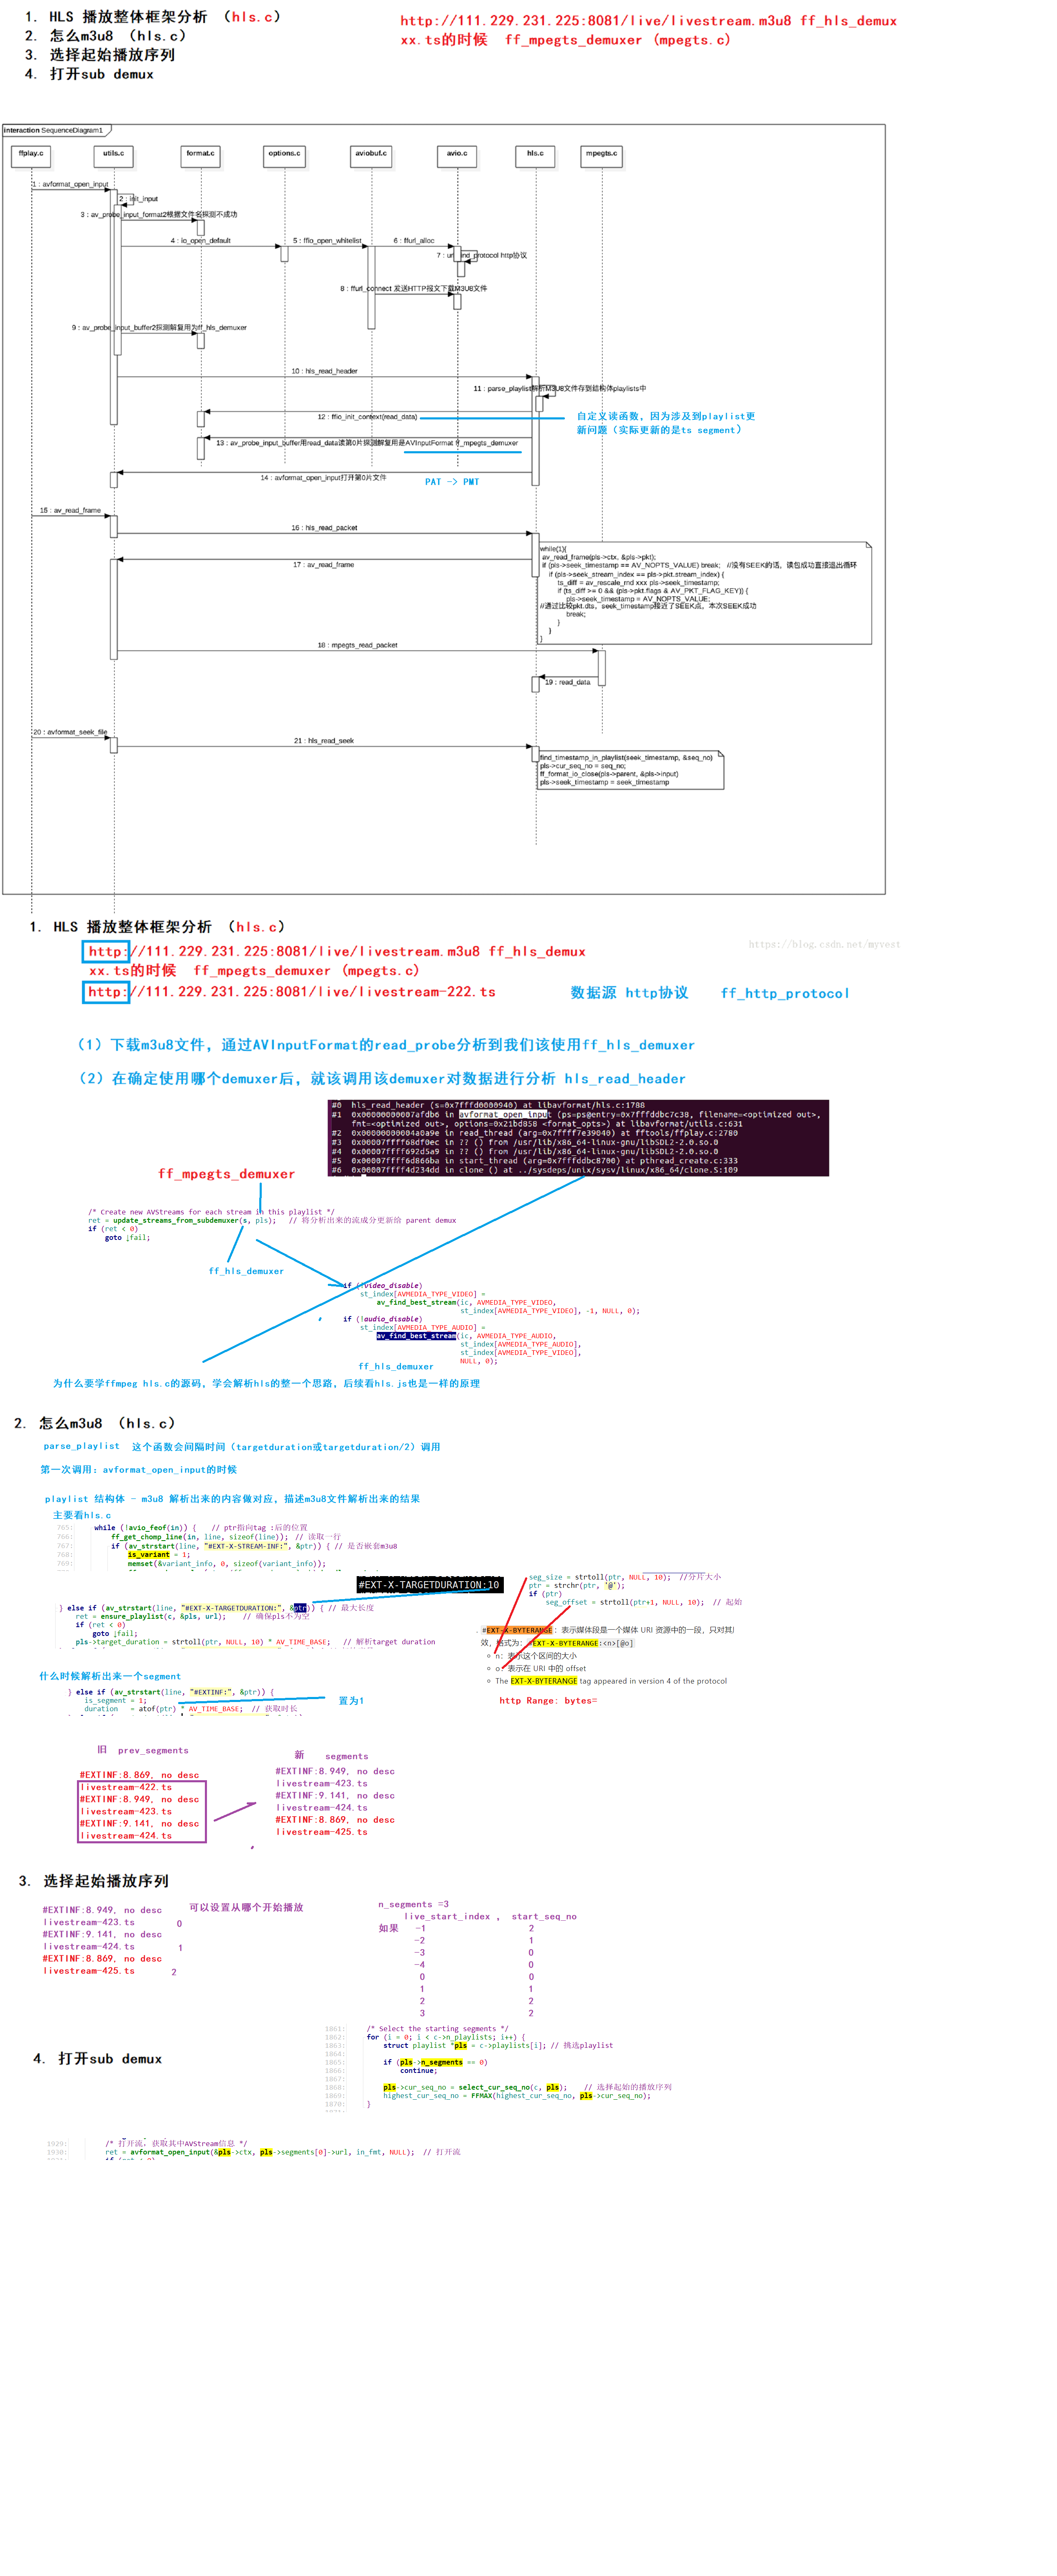 1. HLS 播放整体框架分析 （hls.c）
2. 怎么m3u8 （hls.c）
3. 选择起始播放序列
4. 打开sub demux
http://111.229.231.225:8081/live/livestream.m3u8 ff_hls_demux
xx.ts的时候 ff_mpegts_demuxer (mpegts.c)
interaction SequenceDiagram1
ffplay.c
utils.c
format.c
options.c
aviobuf.c
avio.c
hls.c
mpegts.c
1 : avformat_open_input
2 : init_input
3 : av_probe_input_format2根据文件名探测不成功
4 : io_open_default
5 : ffio_open_whitelist
6 : ffurl_alloc
7 : url_find_protocol http协议
8 : ffurl_connect 发送HTTP报文下载M3U8文件
9 : av_probe_input_buffer2探测解复用为ff_hls_demuxer
10 : hls_read_header
11 : parse_playlist解析M3U8文件存到结构体playlists中
12 : ffio_init_context(read_data)
自定义读函数，因为涉及到playlist更
新问题（实际更新的是ts segment）
13 : av_probe_input_buffer用read_data读第0片探测解复用是AVInputFormat ff_mpegts_demuxer
14 : avformat_open_input打开第0片文件
PAT -> PMT
15 : av_read_frame
16 : hls_read_packet
17 : av_read_frame
while(1){
av_read_frame(pls->ctx, &pls->pkt);
if (pls->seek_timestamp == AV_NOPTS_VALUE) break; //没有SEEK的话，读包成功直接退出循环
if (pls->seek_stream_index == pls->pkt.stream_index) {
ts_diff = av_rescale_rnd xxx pls->seek_timestamp;
if (ts_diff >= 0 && (pls->pkt.flags & AV_PKT_FLAG_KEY)) {
pls->seek_timestamp = AV_NOPTS_VALUE;
//通过比较pkt.dts，seek_timestamp接近了SEEK点，本次SEEK成功
break;
}
}
}
18 : mpegts_read_packet
19 : read_data
20 : avformat_seek_file
21 : hls_read_seek
find_timestamp_in_playlist(seek_timestamp, &seq_no)
pls->cur_seq_no = seq_no;
ff_format_io_close(pls->parent, &pls->input)
pls->seek_timestamp = seek_timestamp
1. HLS 播放整体框架分析 （hls.c）
https://blog.csdn.net/myvest
http://111.229.231.225:8081/live/livestream.m3u8 ff_hls_demux
xx.ts的时候 ff_mpegts_demuxer (mpegts.c)
http://111.229.231.225:8081/live/livestream-222.ts
数据源 http协议 ff_http_protocol
（1）下载m3u8文件，通过AVInputFormat的read_probe分析到我们该使用ff_hls_demuxer
（2）在确定使用哪个demuxer后，就该调用该demuxer对数据进行分析 hls_read_header
#0 hls_read_header (s=0x7fffd0000940) at libavformat/hls.c:1788
#1 0x00000000007afdb6 in avformat_open_input (ps=ps@entry=0x7fffddbc7c38, filename=<optimized out>,
fmt=<optimized out>, options=0x21bd858 <format_opts>) at libavformat/utils.c:631
#2 0x00000000004a0a9e in read_thread (arg=0x7ffff7e39040) at fftools/ffplay.c:2780
#3 0x00007ffff68df0ec in ?? () from /usr/lib/x86_64-linux-gnu/libSDL2-2.0.so.0
#4 0x00007ffff692d5a9 in ?? () from /usr/lib/x86_64-linux-gnu/libSDL2-2.0.so.0
#5 0x00007ffff6d866ba in start_thread (arg=0x7fffddbc8700) at pthread_create.c:333
#6 0x00007ffff4d234dd in clone () at ../sysdeps/unix/sysv/linux/x86_64/clone.S:109
ff_mpegts_demuxer
/* Create new AVStreams for each stream in this playlist */
ret = update_streams_from_subdemuxer(s, pls); // 将分析出来的流成分更新给 parent demux
if (ret < 0)
goto fail;
ff_hls_demuxer
if (!video_disable)
st_index[AVMEDIA_TYPE_VIDEO] =
av_find_best_stream(ic, AVMEDIA_TYPE_VIDEO,
st_index[AVMEDIA_TYPE_VIDEO], -1, NULL, 0);
if (!audio_disable)
st_index[AVMEDIA_TYPE_AUDIO] =
av_find_best_stream(ic, AVMEDIA_TYPE_AUDIO,
st_index[AVMEDIA_TYPE_AUDIO],
st_index[AVMEDIA_TYPE_VIDEO],
NULL, 0);
ff_hls_demuxer
为什么要学ffmpeg hls.c的源码，学会解析hls的整一个思路，后续看hls.js也是一样的原理
2. 怎么m3u8 （hls.c）
parse_playlist 这个函数会间隔时间（targetduration或targetduration/2）调用
第一次调用：avformat_open_input的时候
playlist 结构体 - m3u8 解析出来的内容做对应，描述m3u8文件解析出来的结果
主要看hls.c
765: while (!avio_feof(in)) { // ptr指向tag :后的位置
766: ff_get_chomp_line(in, line, sizeof(line)); // 读取一行
767: if (av_strstart(line, "#EXT-X-STREAM-INF:", &ptr)) { // 是否嵌套m3u8
768: is_variant = 1;
769: memset(&variant_info, 0, sizeof(variant_info));
#EXT-X-TARGETDURATION:10
seg_size = strtoll(ptr, NULL, 10); //分片大小
ptr = strchr(ptr, '@');
if (ptr)
seg_offset = strtoll(ptr+1, NULL, 10); // 起始
} else if (av_strstart(line, "#EXT-X-TARGETDURATION:", &ptr)) { // 最大长度
ret = ensure_playlist(c, &pls, url); // 确保pls不为空
if (ret < 0)
goto fail;
pls->target_duration = strtoll(ptr, NULL, 10) * AV_TIME_BASE; // 解析target duration
#EXT-X-BYTERANGE：表示媒体段是一个媒体 URI 资源中的一段，只对其
效，格式为：#EXT-X-BYTERANGE:<n>[@o]
n：表示这个区间的大小
o：表示在 URI 中的 offset
The EXT-X-BYTERANGE tag appeared in version 4 of the protocol
http Range: bytes=
什么时候解析出来一个segment
} else if (av_strstart(line, "#EXTINF:", &ptr)) {
is_segment = 1;
duration = atof(ptr) * AV_TIME_BASE; // 获取时长
置为1
旧 prev_segments
#EXTINF:8.869, no desc
livestream-422.ts
#EXTINF:8.949, no desc
livestream-423.ts
#EXTINF:9.141, no desc
livestream-424.ts
新 segments
#EXTINF:8.949, no desc
livestream-423.ts
#EXTINF:9.141, no desc
livestream-424.ts
#EXTINF:8.869, no desc
livestream-425.ts
3. 选择起始播放序列
#EXTINF:8.949, no desc
livestream-423.ts 0
#EXTINF:9.141, no desc
livestream-424.ts 1
#EXTINF:8.869, no desc
livestream-425.ts 2
可以设置从哪个开始播放
n_segments =3
live_start_index , start_seq_no
如果 -1 2
-2 1
-3 0
-4 0
0 0
1 1
2 2
3 2
1861: /* Select the starting segments */
1862: for (i = 0; i < c->n_playlists; i++) {
1863: struct playlist *pls = c->playlists[i]; // 挑选playlist
1864:
1865: if (pls->n_segments == 0)
1866: continue;
1867:
1868: pls->cur_seq_no = select_cur_seq_no(c, pls); // 选择起始的播放序列
1869: highest_cur_seq_no = FFMAX(highest_cur_seq_no, pls->cur_seq_no);
1870: }
4. 打开sub demux
1929: /* 打开流，获取其中AVStream信息 */
1930: ret = avformat_open_input(&pls->ctx, pls->segments[0]->url, in_fmt, NULL); // 打开流